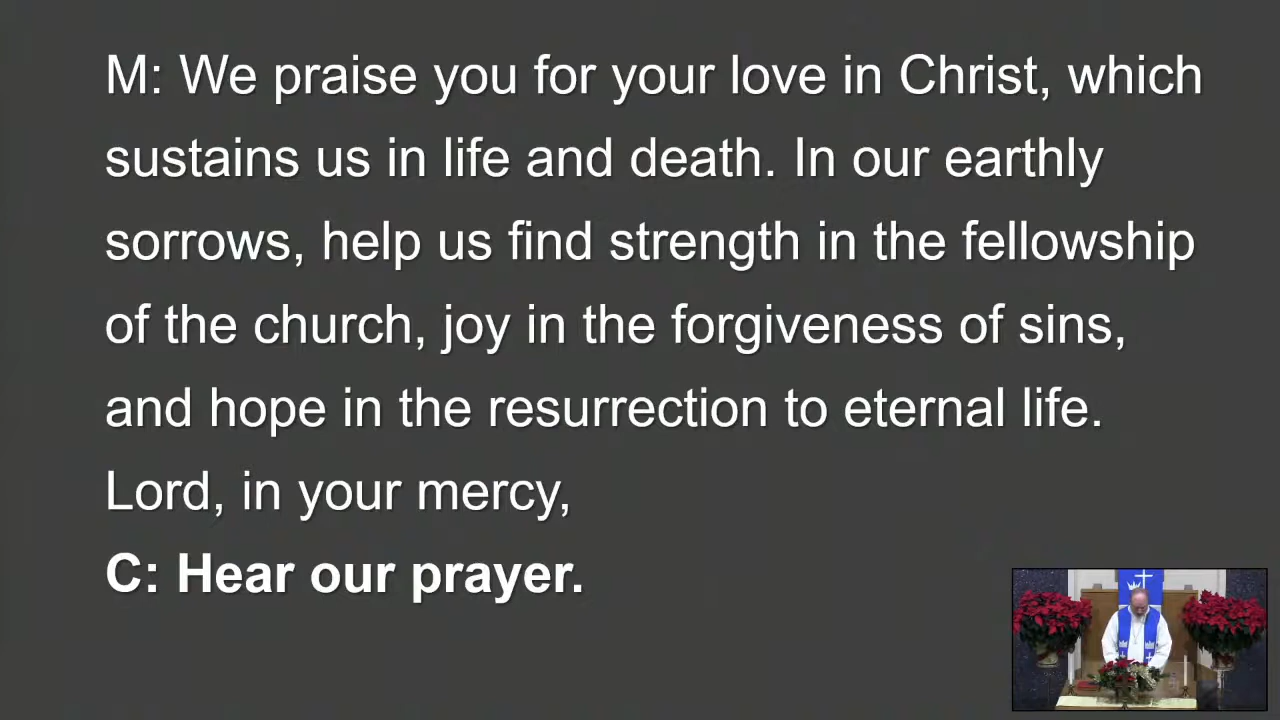 M: We praise you for your love in Christ, which
sustains us in life and death. In our earthly
sorrows, help us find strength in the fellowship
of the church, joy in the forgiveness of sins,
and hope in the resurrection to eternal life.
Lord, in your mercy,
C: Hear our prayer.